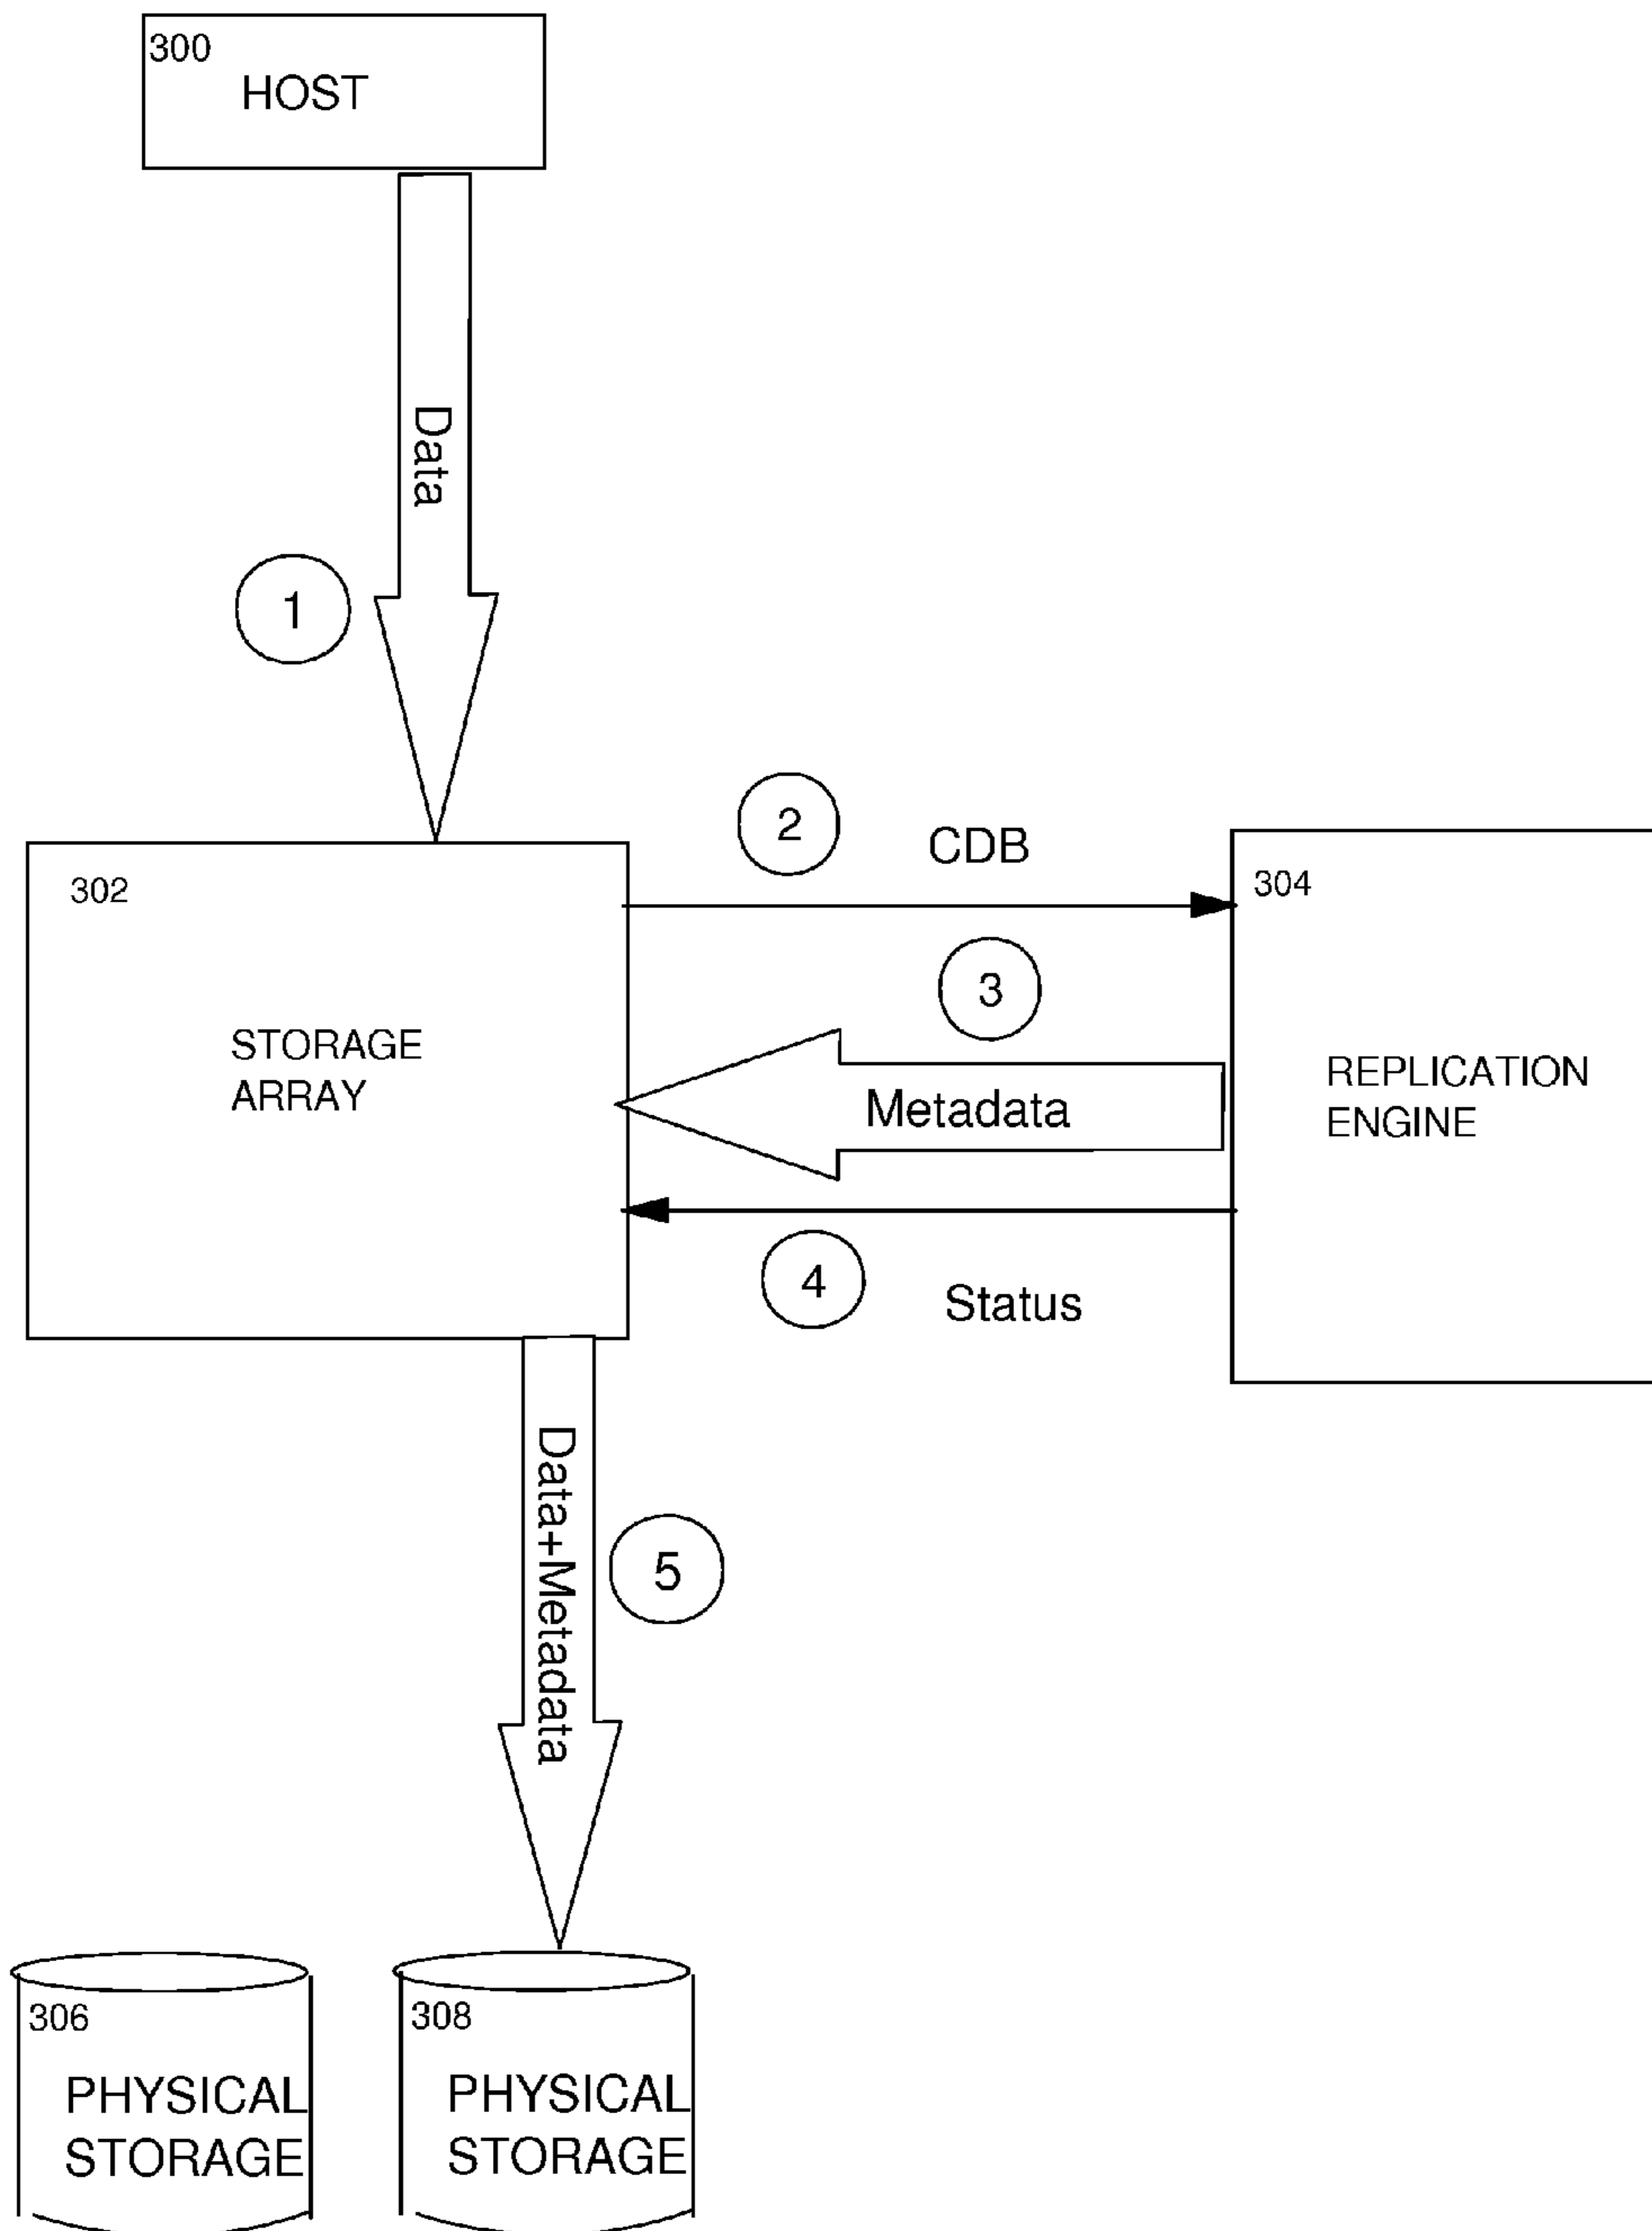 300
HOST
Data
1
2
CDB
302
304
3
STORAGE
ARRAY
Metadata
REPLICATION
ENGINE
4
Status
Data+Metadata
5
306
PHYSICAL
STORAGE
308
PHYSICAL
STORAGE